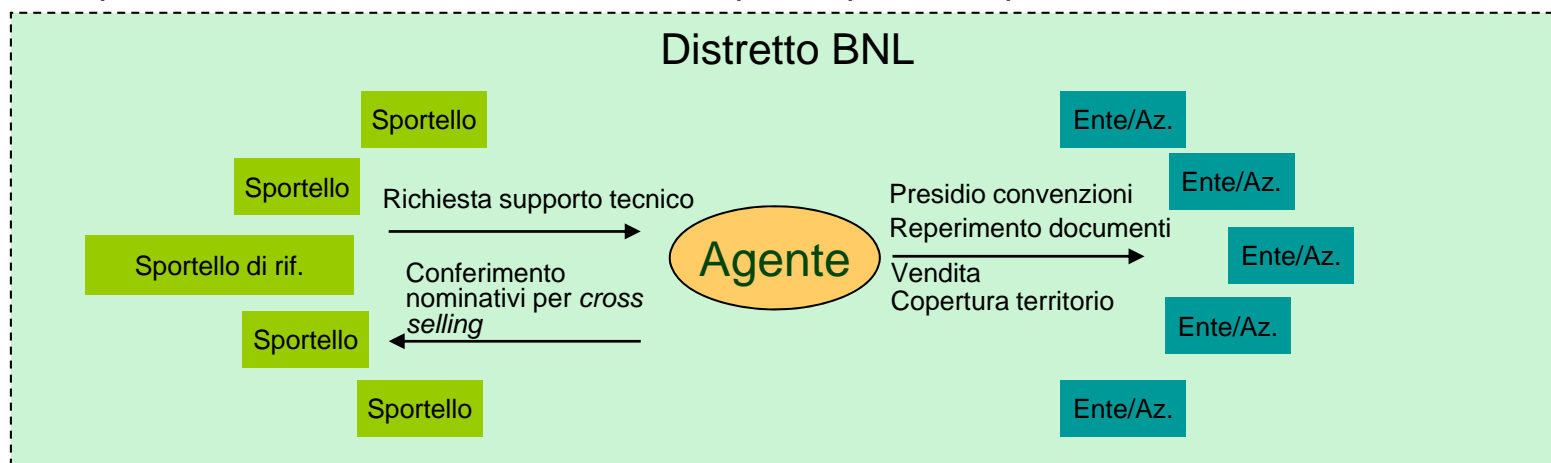 Distretto BNL
Sportello
Sportello
Sportello di rif.
Sportello
Sportello
Richiesta supporto tecnico
Conferimento
nominativi per cross
selling
Agente
Presidio convenzioni
Reperimento documenti
Vendita
Copertura territorio
Ente/Az.
Ente/Az.
Ente/Az.
Ente/Az.
Ente/Az.